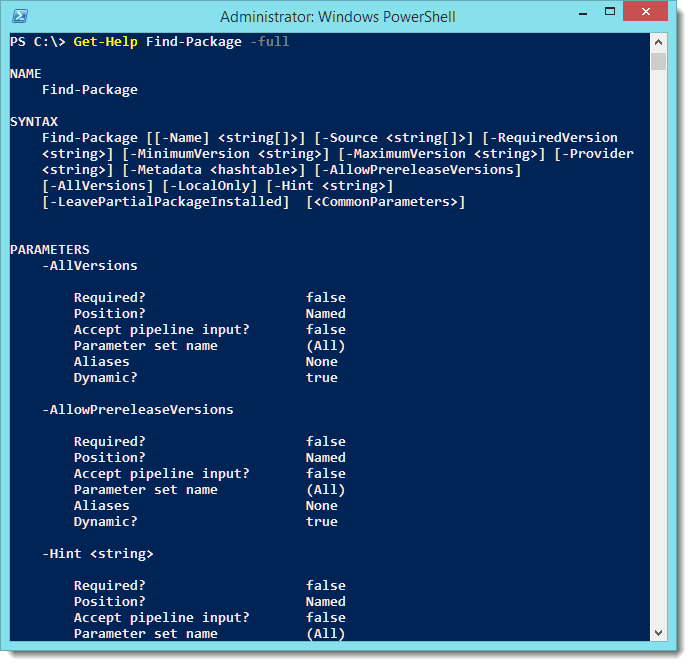 Administrator: Windows PowerShell
PS C:\> Get-Help Find-Package -full
NAME
Find-Package
SYNTAX
Find-Package [[-Name] <string[]>] [-Source <string[]>] [-RequiredVersion
<string>] [-MinimumVersion <string>] [-MaximumVersion <string>] [-Provider
<string>] [-Metadata <hashtable>] [-AllowPrereleaseVersions]
[-AllVersions] [-LocalOnly] [-Hint <string>]
[-LeavePartialPackageInstalled]  [<CommonParameters>]
PARAMETERS
-AllVersions
Required? false
Position? Named
Accept pipeline input? false
Parameter set name (All)
Aliases None
Dynamic? true
-AllowPrereleaseVersions
Required? false
Position? Named
Accept pipeline input? false
Parameter set name (All)
Aliases None
Dynamic? true
-Hint <string>
Required? false
Position? Named
Accept pipeline input? false
Parameter set name (All)